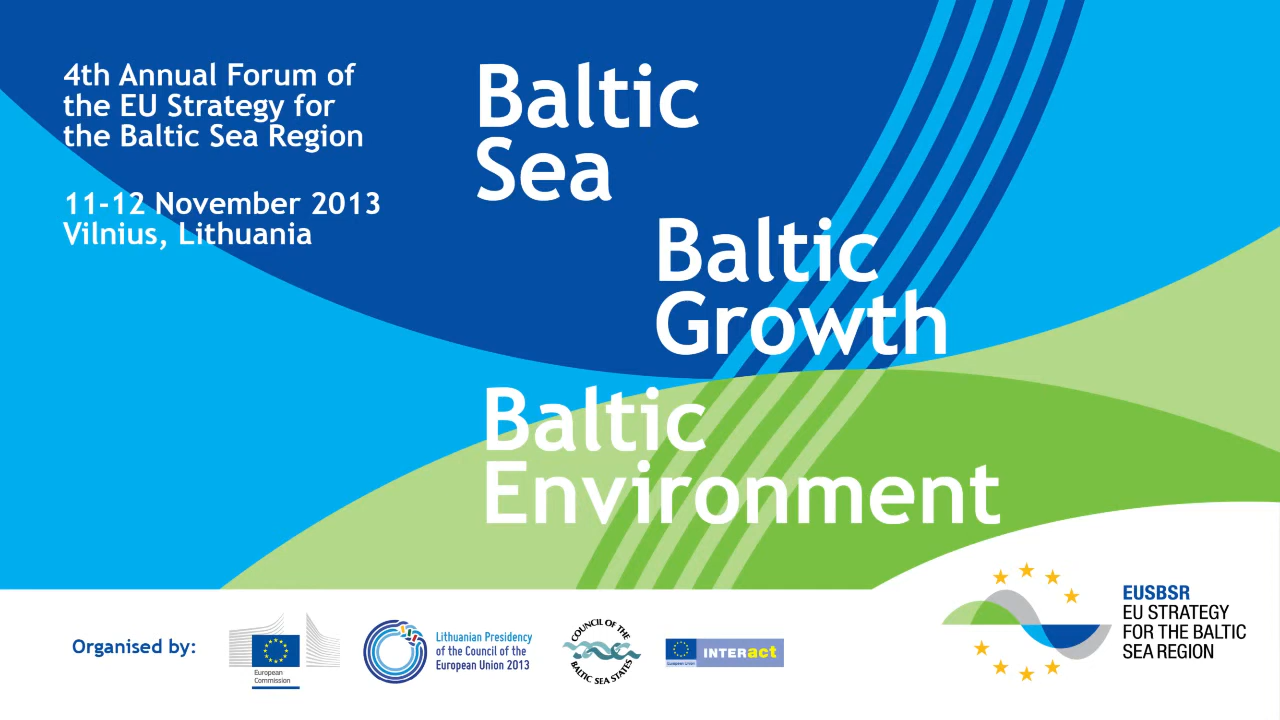 4th Annual Forum of
the EU Strategy for
the Baltic Sea Region
11-12 November 2013
Vilnius, Lithuania
Baltic
Sea
Baltic
Growth
Baltic
Environment
Organised by:
European
Commission
Lithuanian Presidency
of the Council of the
European Union 2013
COUNCIL OF THE
BALTIC SEA STATES
European Union
INTERact
EUSBSR
EU STRATEGY
FOR THE BALTIC
SEA REGION